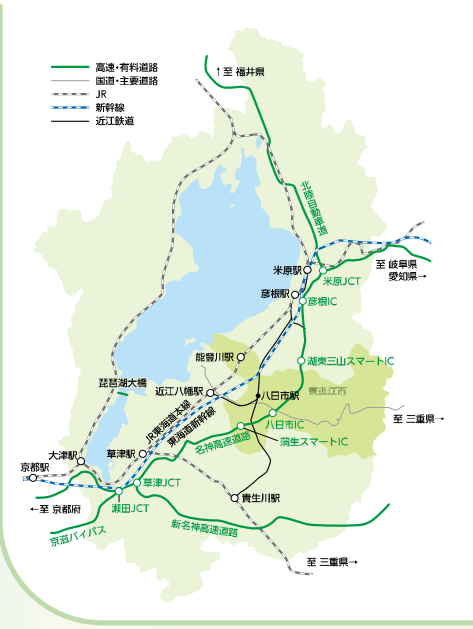 高速・有料道路
国道・主要道路
JR
新幹線
近江鉄道
↑至 福井県
北陸自動車道
米原駅
米原JCT
至 岐阜県
愛知県→
彦根駅
彦根IC
能登川駅
湖東三山スマートIC
琵琶湖大橋
近江八幡駅
八日市駅
東近江市
JR東海道本線
東海道新幹線
八日市IC
至 三重県→
名神高速道路
蒲生スマートIC
大津駅
草津駅
京都駅
草津JCT
貴生川駅
←至 京都府
瀬田JCT
京滋バイパス
新名神高速道路
至 三重県→